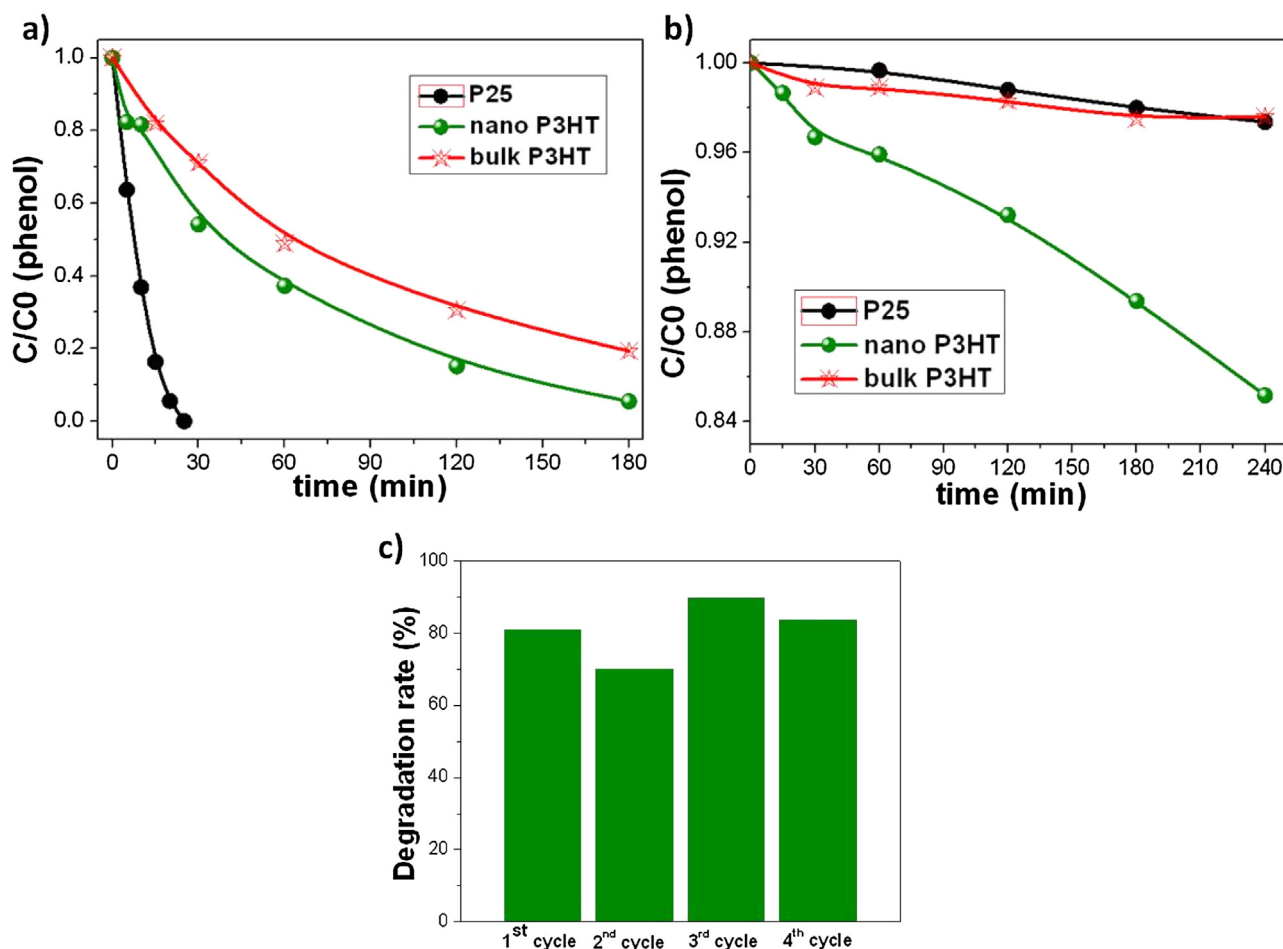 a)
C/C0 (phenol)
1.0
0.8
0.6
0.4
0.2
0.0
P25
nano P3HT
bulk P3HT
0 30 60 90 120 150 180
time (min)
b)
C/C0 (phenol)
1.00
0.96
0.92
0.88
0.84
P25
nano P3HT
bulk P3HT
0 30 60 90 120 150 180 210 240
time (min)
c)
Degradation rate (%)
100
80
60
40
20
0
1st cycle 2nd cycle 3rd cycle 4th cycle